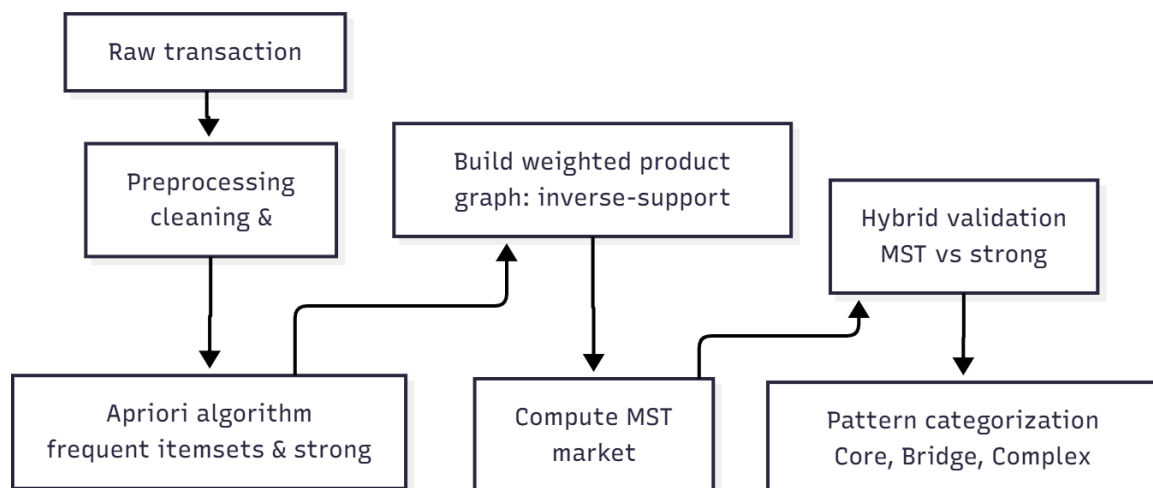 Raw transaction
Preprocessing
cleaning &
Apriori algorithm
frequent itemsets & strong
Build weighted product
graph: inverse-support
Compute MST
market
Hybrid validation
MST vs strong
Pattern categorization
Core, Bridge, Complex